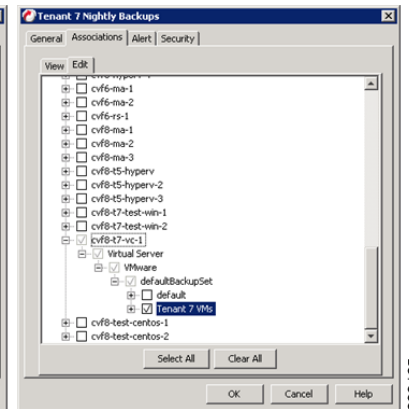 Tenant 7 Nightly Backups
General Associations Alert Security
View Edit
cvf6-ma-1
cvf6-ma-2
cvf6-rs-1
cvf8-ma-1
cvf8-ma-2
cvf8-ma-3
cvf8-t5-hyperv
cvf8-t5-hyperv-2
cvf8-t5-hyperv-3
cvf8-t7-test-win-1
cvf8-t7-test-win-2
cvf8-t7-vc-1
Virtual Server
VMware
defaultBackupSet
default
Tenant 7 VMs
cvf8-test-centos-1
cvf8-test-centos-2
Select All Clear All
OK Cancel Help